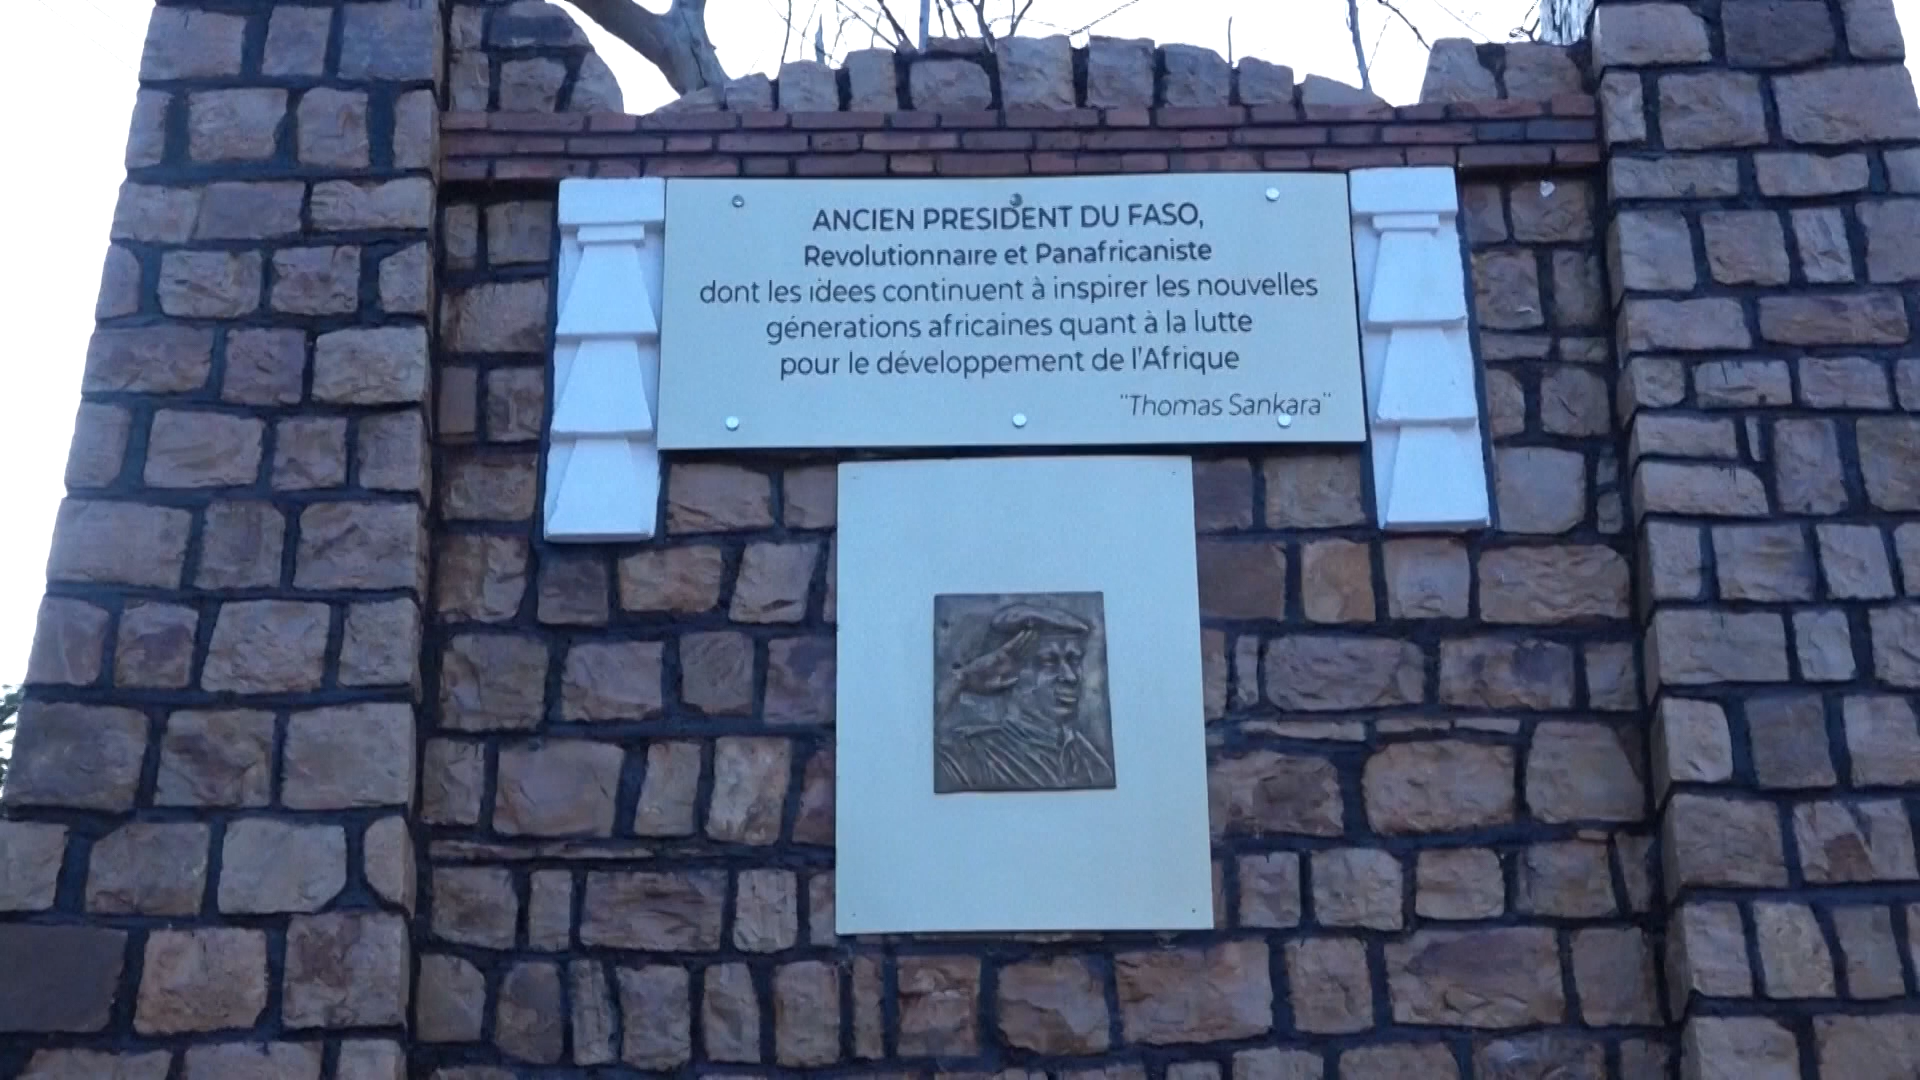 ANCIEN PRESIDENT DU FASO,
Revolutionnaire et Panafricaniste
dont les idees continuent à inspirer les nouvelles
génerations africaines quant à la lutte
pour le développement de l'Afrique
"Thomas Sankara"